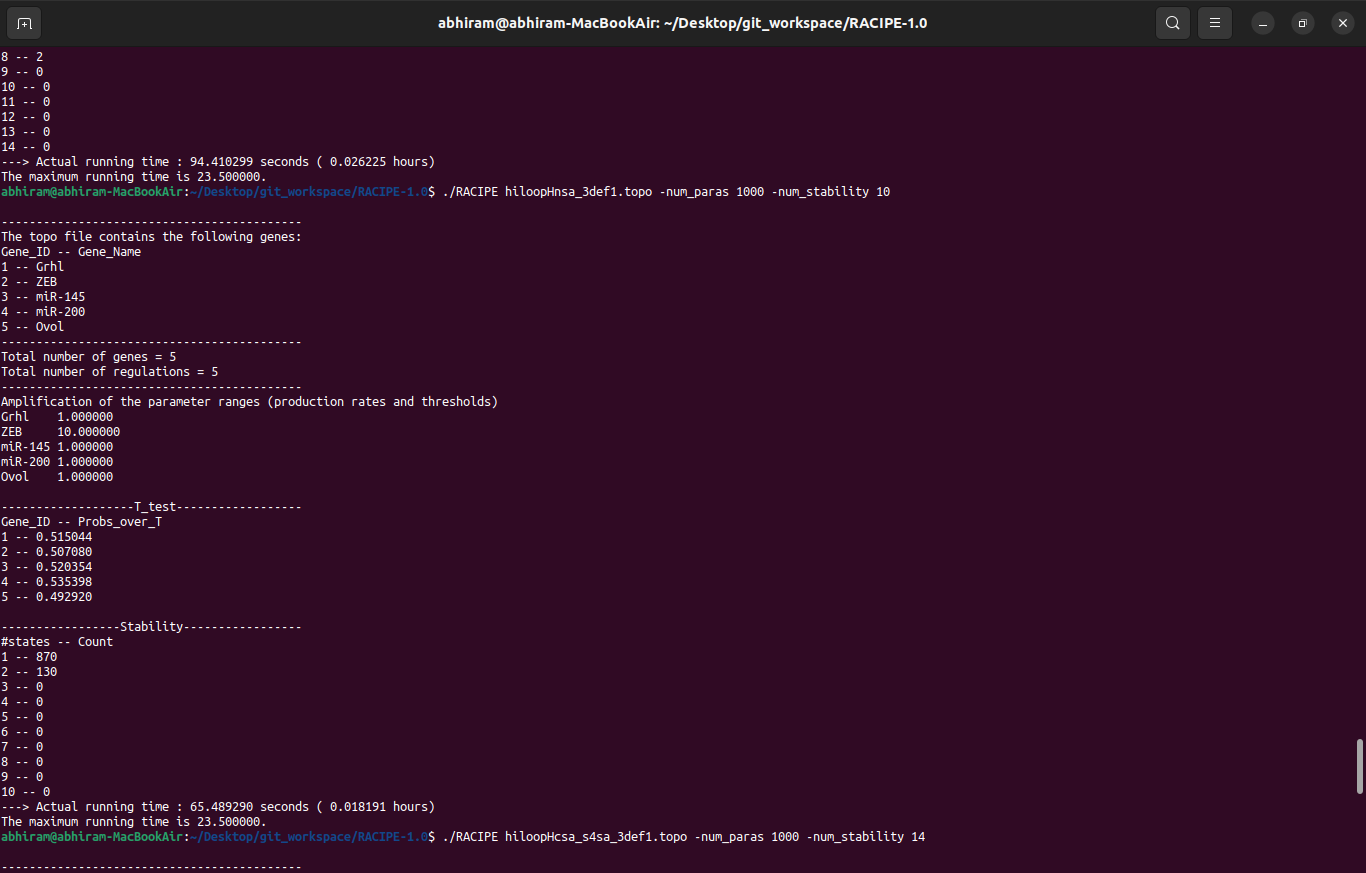 abhiram@abhiram-MacBookAir: ~/Desktop/git_workspace/RACIPE-1.0
8 -- 2
9 -- 0
10 -- 0
11 -- 0
12 -- 0
13 -- 0
14 -- 0
---> Actual running time : 94.410299 seconds ( 0.026225 hours)
The maximum running time is 23.500000.
abhiram@abhiram-MacBookAir:~/Desktop/git_workspace/RACIPE-1.0$ ./RACIPE hiloopHnsa_3def1.topo -num_paras 1000 -num_stability 10
-------------------------------------------
The topo file contains the following genes:
Gene_ID -- Gene_Name
1 -- Grhl
2 -- ZEB
3 -- miR-145
4 -- miR-200
5 -- Ovol
-------------------------------------------
Total number of genes = 5
Total number of regulations = 5
-------------------------------------------
Amplification of the parameter ranges (production rates and thresholds)
Grhl    1.000000
ZEB     10.000000
miR-145 1.000000
miR-200 1.000000
Ovol    1.000000
-------------------T_test------------------
Gene_ID -- Probs_over_T
1 -- 0.515044
2 -- 0.507080
3 -- 0.520354
4 -- 0.535398
5 -- 0.492920
-----------------Stability-----------------
#states -- Count
1 -- 870
2 -- 130
3 -- 0
4 -- 0
5 -- 0
6 -- 0
7 -- 0
8 -- 0
9 -- 0
10 -- 0
---> Actual running time : 65.489290 seconds ( 0.018191 hours)
The maximum running time is 23.500000.
abhiram@abhiram-MacBookAir:~/Desktop/git_workspace/RACIPE-1.0$ ./RACIPE hiloopHcsa_s4sa_3def1.topo -num_paras 1000 -num_stability 14
-------------------------------------------